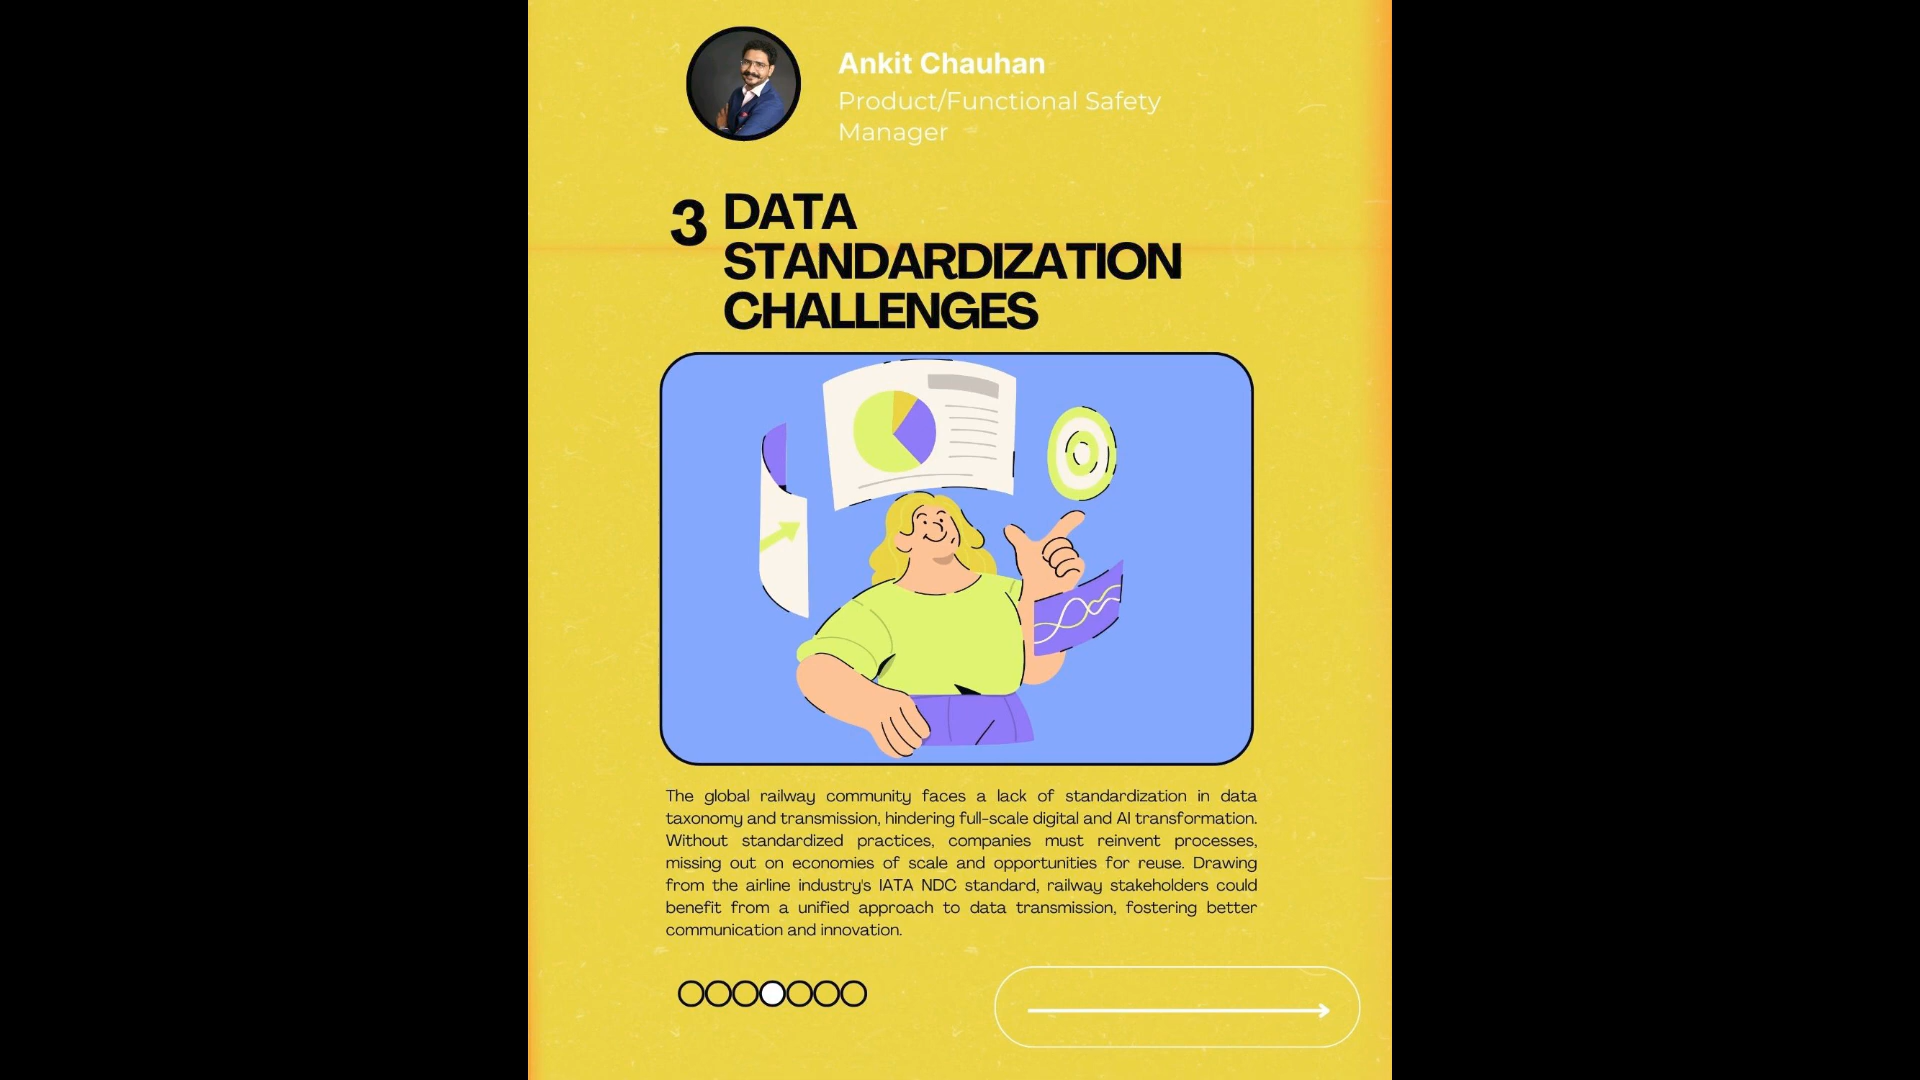 Ankit Chauhan
Product/Functional Safety
Manager
3 DATA
STANDARDIZATION
CHALLENGES
The global railway community faces a lack of standardization in data
taxonomy and transmission, hindering full-scale digital and AI transformation.
Without standardized practices, companies must reinvent processes,
missing out on economies of scale and opportunities for reuse. Drawing
from the airline industry's IATA NDC standard, railway stakeholders could
benefit from a unified approach to data transmission, fostering better
communication and innovation.